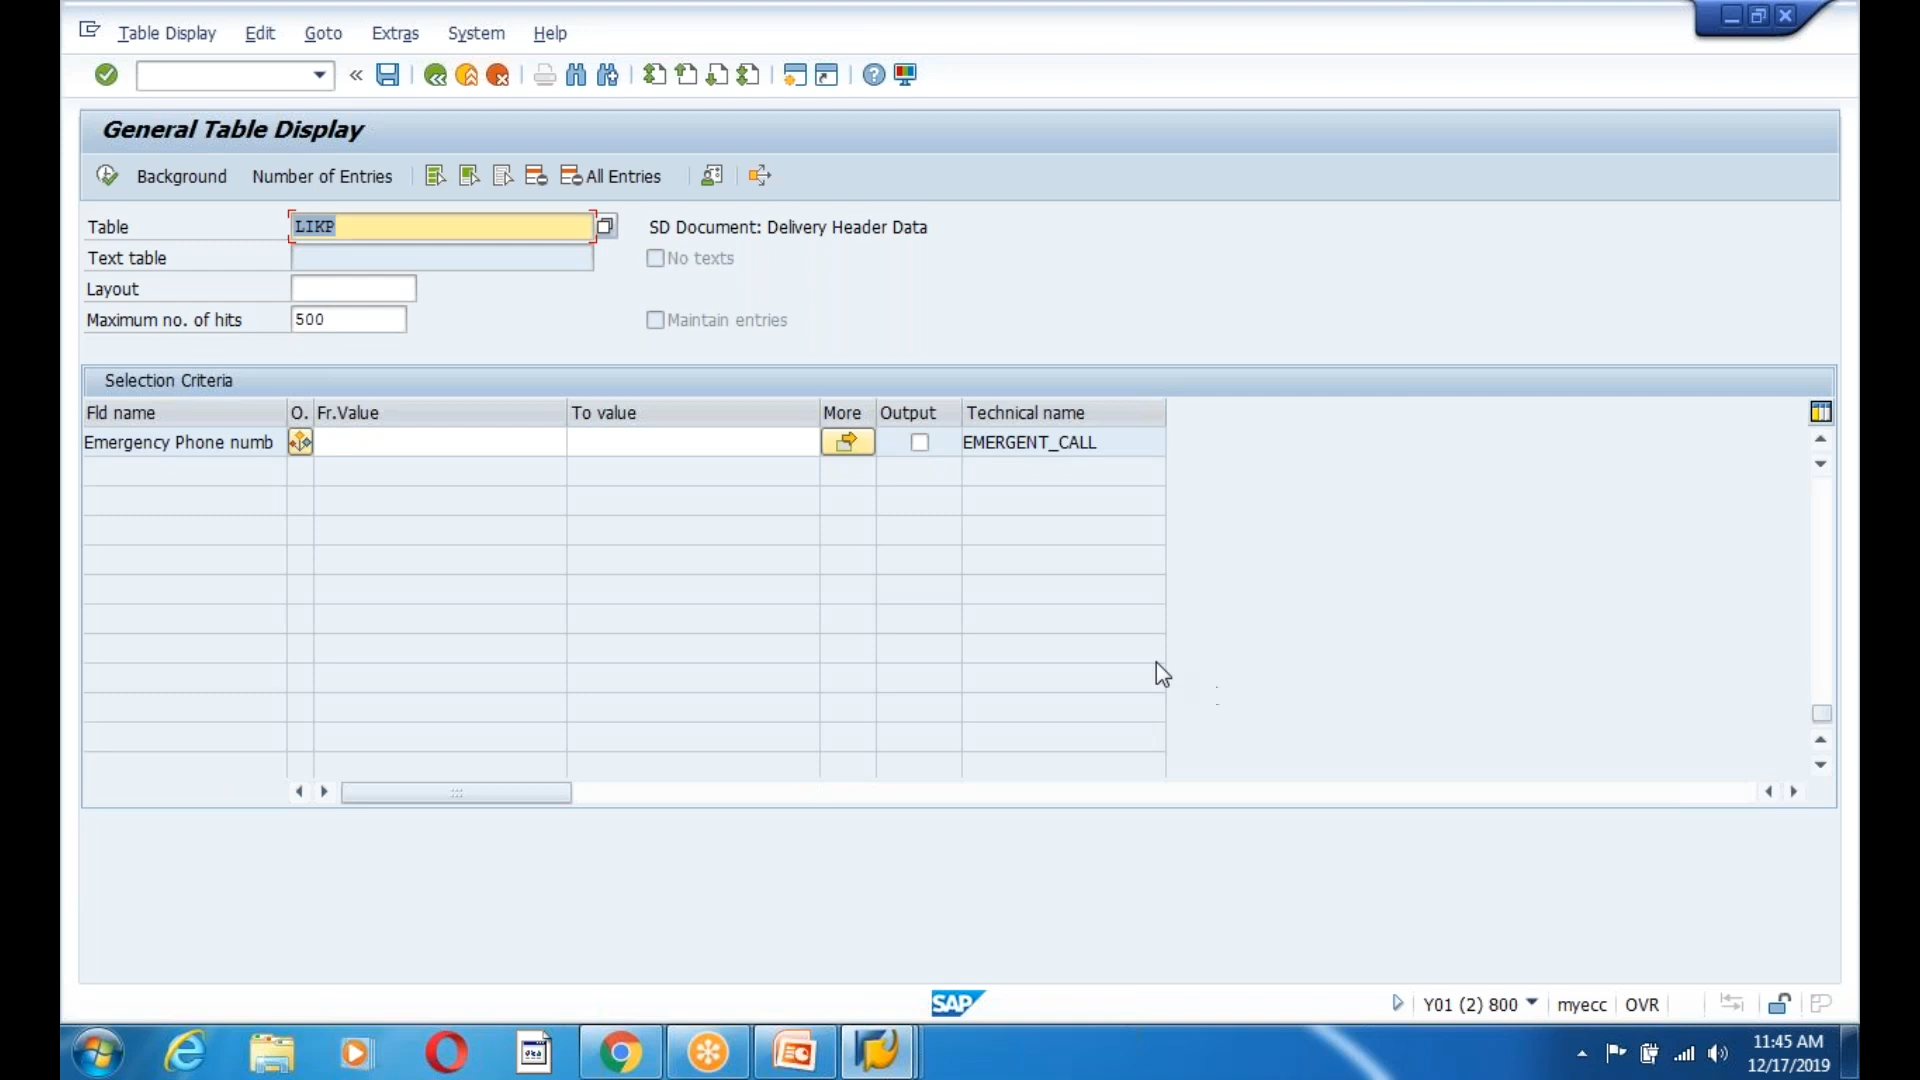 Table Display Edit Goto Extras System Help
General Table Display
Background Number of Entries All Entries
Table LIKP SD Document: Delivery Header Data
Text table No texts
Layout
Maximum no. of hits 500 Maintain entries
Selection Criteria
Fld name O. Fr.Value To value More Output Technical name
Emergency Phone numb EMERGENT_CALL
SAP Y01 (2) 800 myecc OVR
11:45 AM
12/17/2019